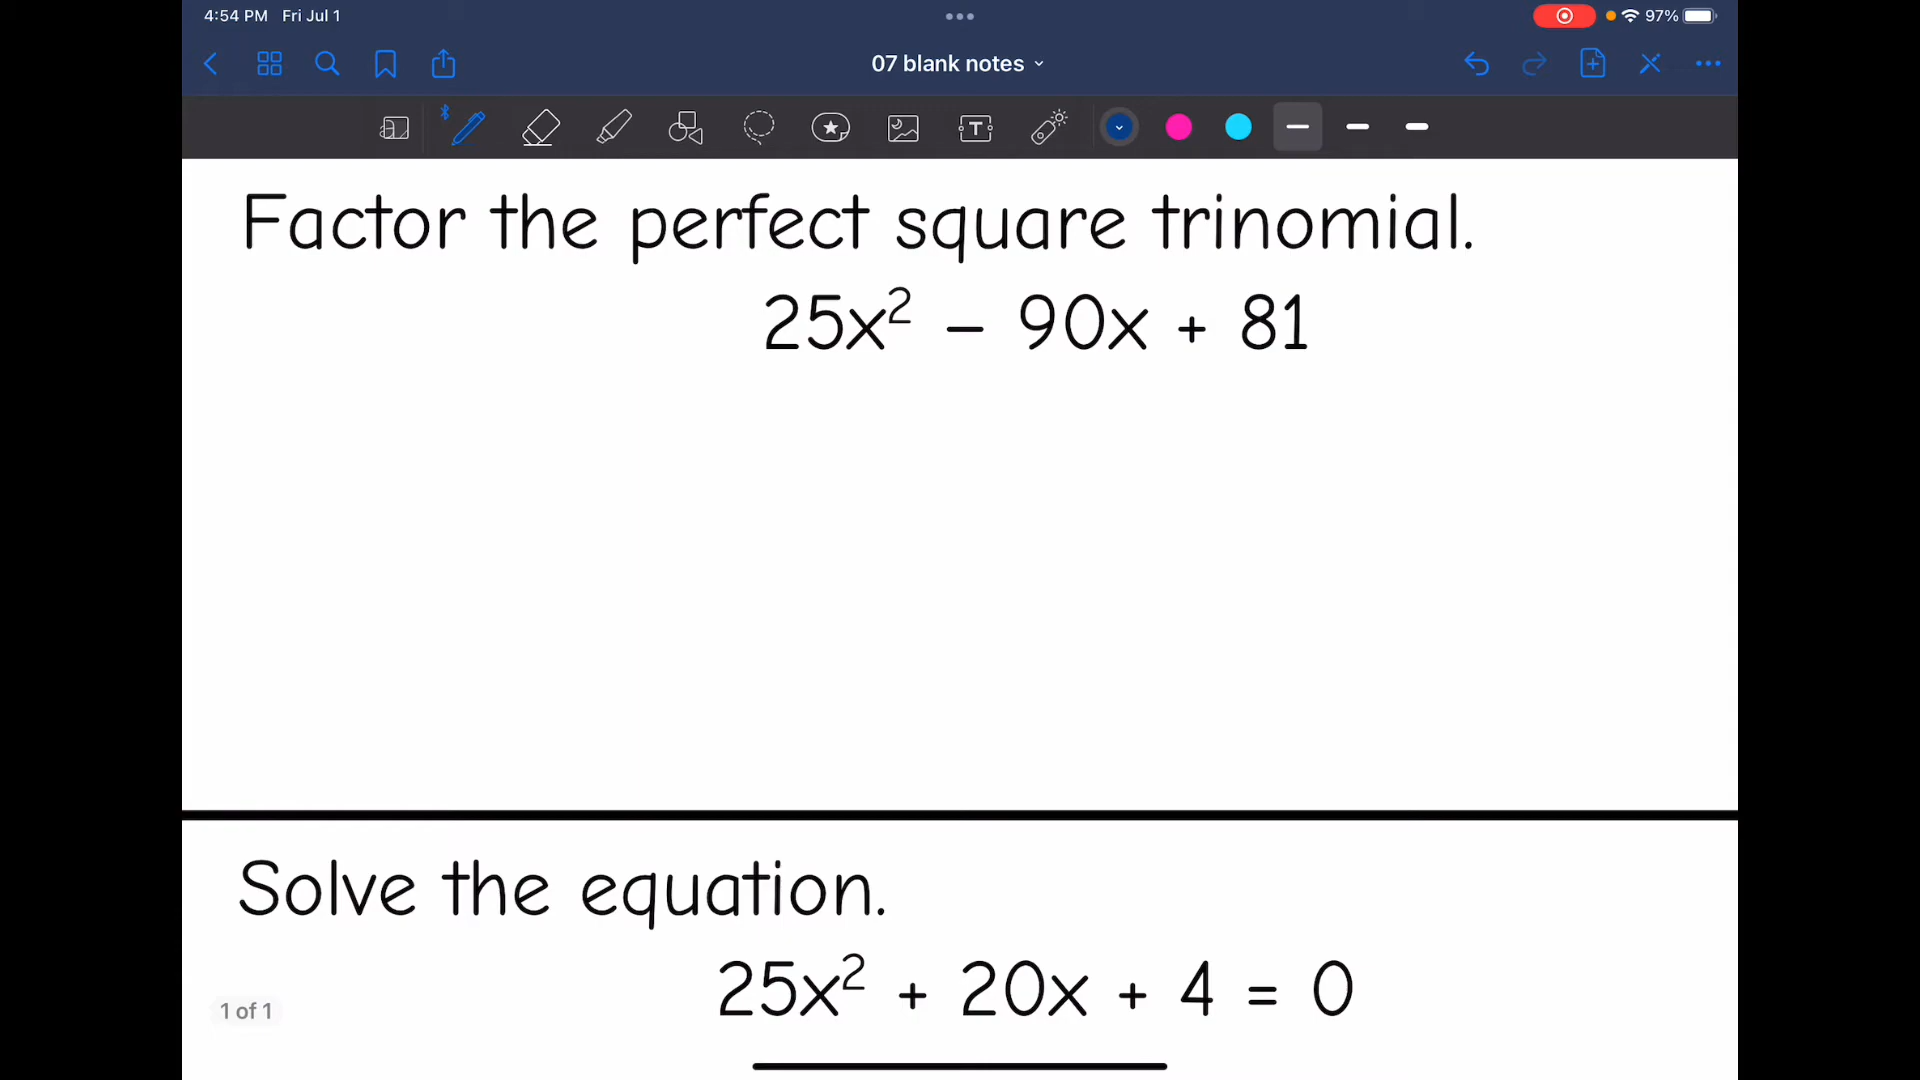 4:54 PM Fri Jul 1
97%
07 blank notes
T
Factor the perfect square trinomial.
25x² – 90x + 81
Solve the equation.
25x² + 20x + 4 = 0
1 of 1